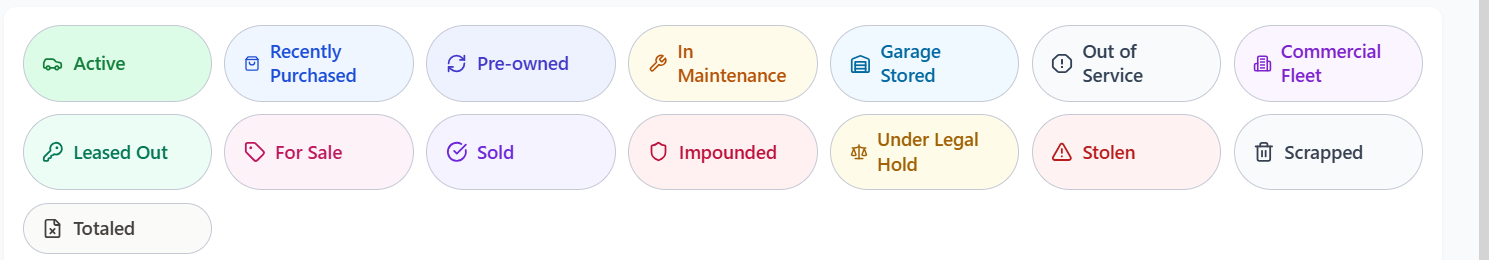 Active
Recently
Purchased
Pre-owned
In
Maintenance
Garage
Stored
Out of
Service
Commercial
Fleet
Leased Out
For Sale
Sold
Impounded
Under Legal
Hold
Stolen
Scrapped
Totaled